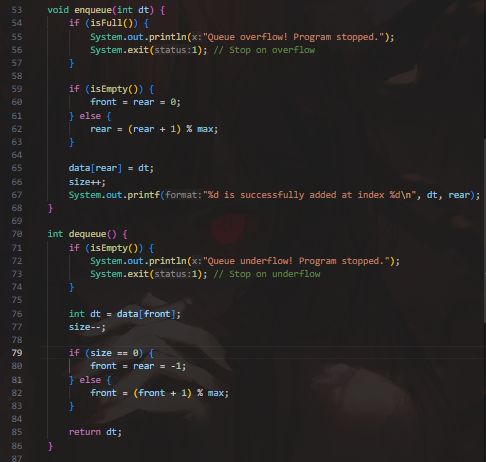 53 void enqueue(int dt) {
54 if (isFull()) {
55 System.out.println(x:"Queue overflow! Program stopped.");
56 System.exit(status:1); // Stop on overflow
57 }
58
59 if (isEmpty()) {
60 front = rear = 0;
61 } else {
62 rear = (rear + 1) % max;
63 }
64
65 data[rear] = dt;
66 size++;
67 System.out.printf(format:"%d is successfully added at index %d\n", dt, rear);
68 }
69
70 int dequeue() {
71 if (isEmpty()) {
72 System.out.println(x:"Queue underflow! Program stopped.");
73 System.exit(status:1); // Stop on underflow
74 }
75
76 int dt = data[front];
77 size--;
78
79 if (size == 0) {
80 front = rear = -1;
81 } else {
82 front = (front + 1) % max;
83 }
84
85 return dt;
86 }
87